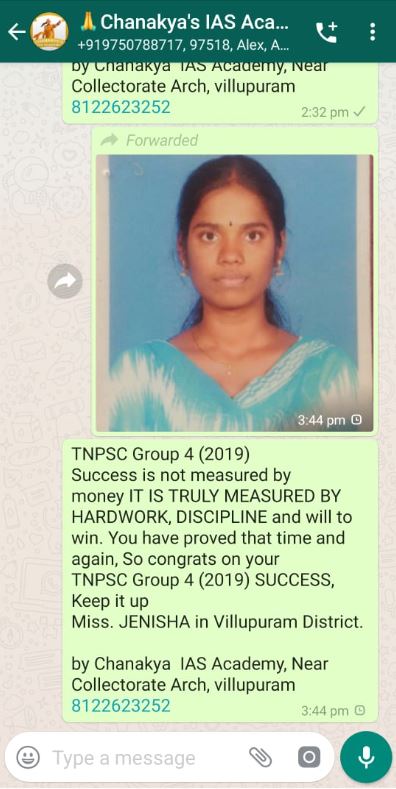 Chanakya's IAS Aca...
+919750788717, 97518, Alex, A...
by Chanakya IAS Academy, Near
Collectorate Arch, villupuram
8122623252
2:32 pm
Forwarded
3:44 pm
TNPSC Group 4 (2019)
Success is not measured by
money IT IS TRULY MEASURED BY
HARDWORK, DISCIPLINE and will to
win. You have proved that time and
again, So congrats on your
TNPSC Group 4 (2019) SUCCESS,
Keep it up
Miss. JENISHA in Villupuram District.
by Chanakya IAS Academy, Near
Collectorate Arch, villupuram
8122623252
3:44 pm
Type a message